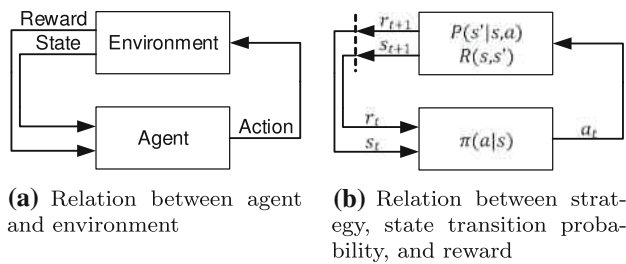 Reward
State
Environment
Agent
Action
r_{t+1}
s_{t+1}
P(s'|s,a)
R(s,s')
r_t
s_t
π(a|s)
a_t
(a) Relation between agent
and environment
(b) Relation between strat-
egy, state transition proba-
bility, and reward